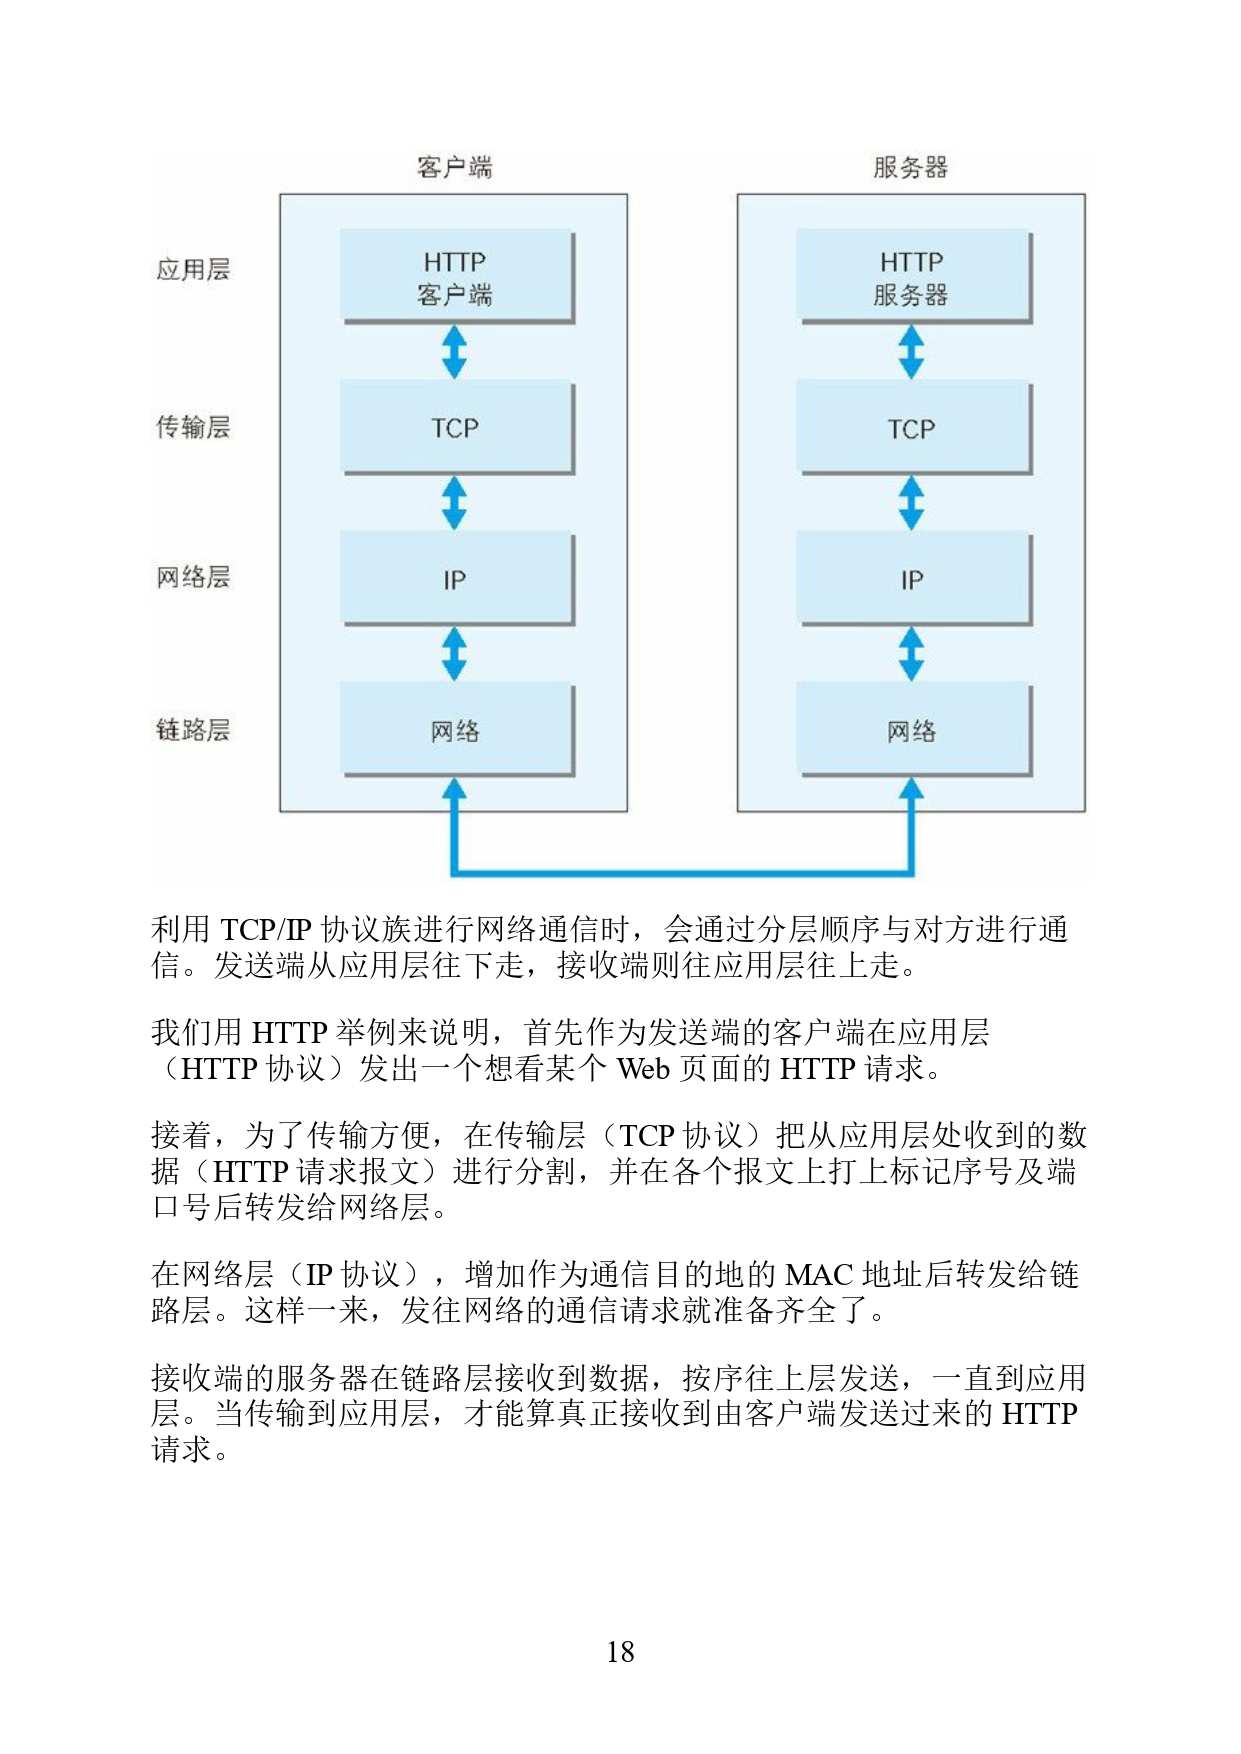 客户端
服务器
应用层
HTTP
客户端
HTTP
服务器
传输层
TCP
TCP
网络层
IP
IP
链路层
网络
网络
利用 TCP/IP 协议族进行网络通信时，会通过分层顺序与对方进行通
信。发送端从应用层往下走，接收端则往应用层往上走。
我们用 HTTP 举例来说明，首先作为发送端的客户端在应用层
（HTTP 协议）发出一个想看某个 Web 页面的 HTTP 请求。
接着，为了传输方便，在传输层（TCP 协议）把从应用层处收到的数
据（HTTP 请求报文）进行分割，并在各个报文上打上标记序号及端
口号后转发给网络层。
在网络层（IP 协议），增加作为通信目的地的 MAC 地址后转发给链
路层。这样一来，发往网络的通信请求就准备齐全了。
接收端的服务器在链路层接收到数据，按序往上层发送，一直到应用
层。当传输到应用层，才能算真正接收到由客户端发送过来的 HTTP
请求。
18